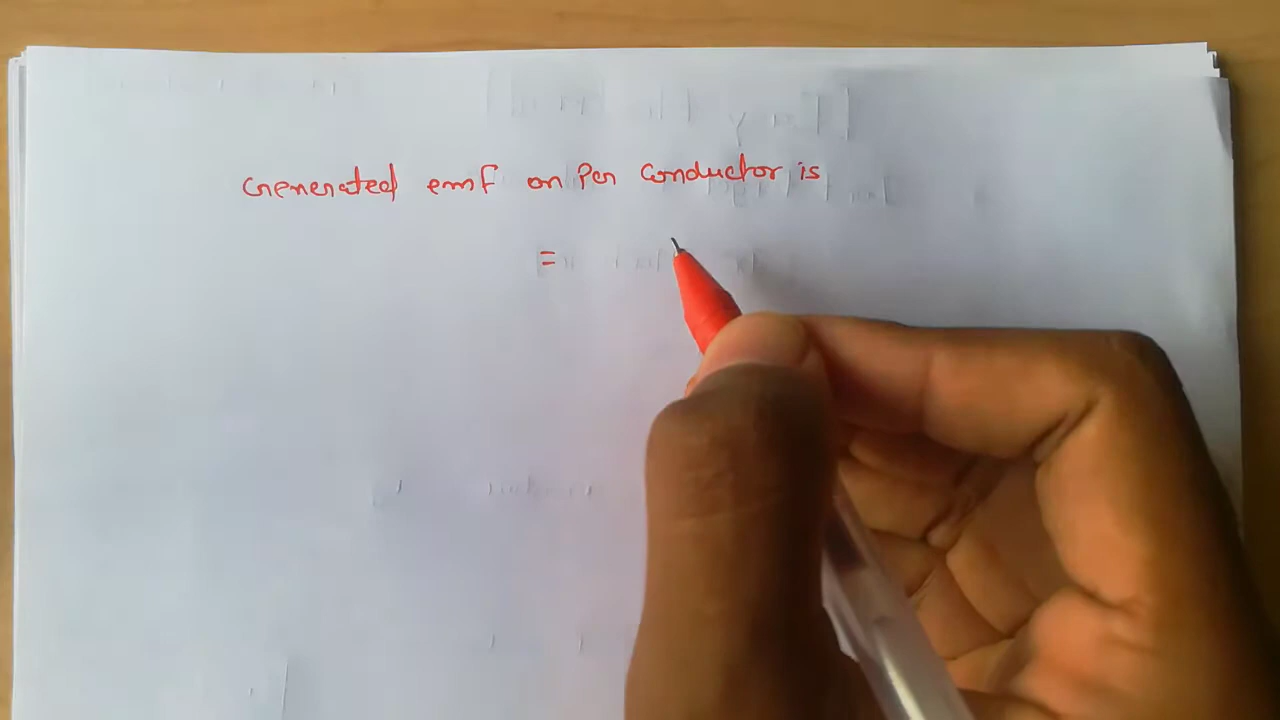 Generated emf on Per Conductor is
=